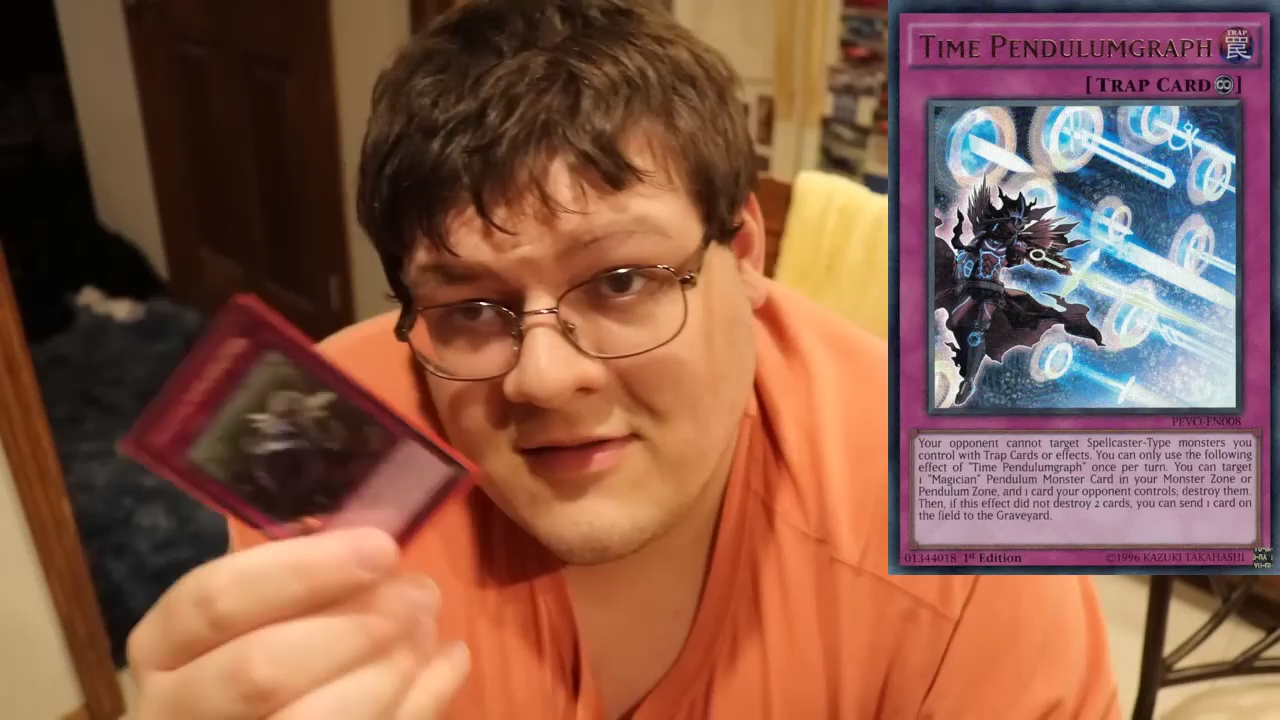 TIME PENDULUMGRAPH
TRAP
罠
[TRAP CARD ]
PEVO-EN008
Your opponent cannot target Spellcaster-Type monsters you
control with Trap Cards or effects. You can only use the following
effect of "Time Pendulumgraph" once per turn. You can target
1 "Magician" Pendulum Monster Card in your Monster Zone or
Pendulum Zone, and 1 card your opponent controls; destroy them.
Then, if this effect did not destroy 2 cards, you can send 1 card on
the field to the Graveyard.
01344018 1st Edition
©1996 KAZUKI TAKAHASHI